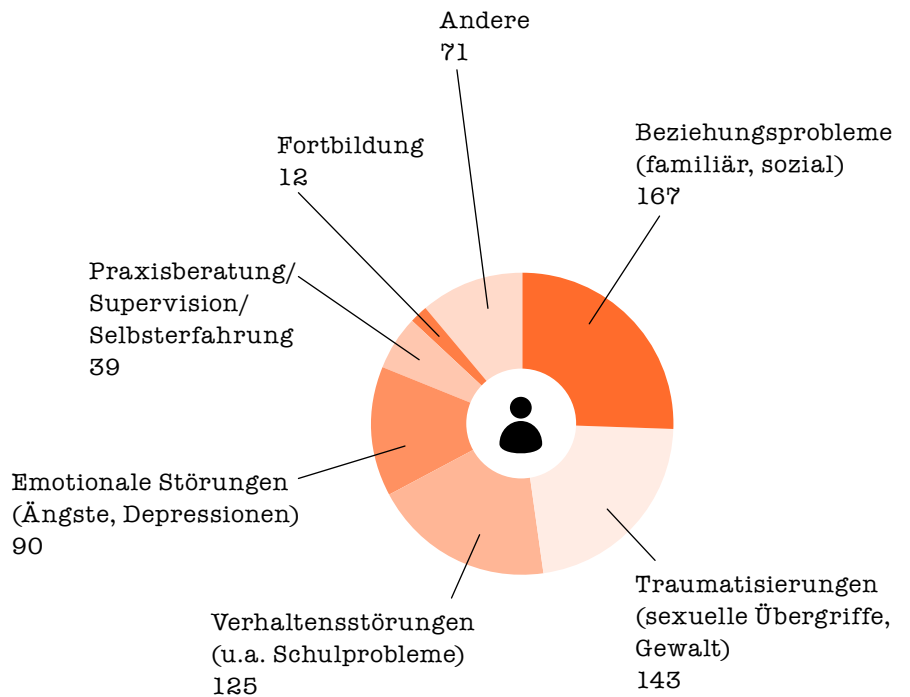 Andere
71
Fortbildung
12
Beziehungsprobleme
(familiär, sozial)
167
Praxisberatung/
Supervision/
Selbsterfahrung
39
Emotionale Störungen
(Ängste, Depressionen)
90
Verhaltensstörungen
(u.a. Schulprobleme)
125
Traumatisierungen
(sexuelle Übergriffe,
Gewalt)
143